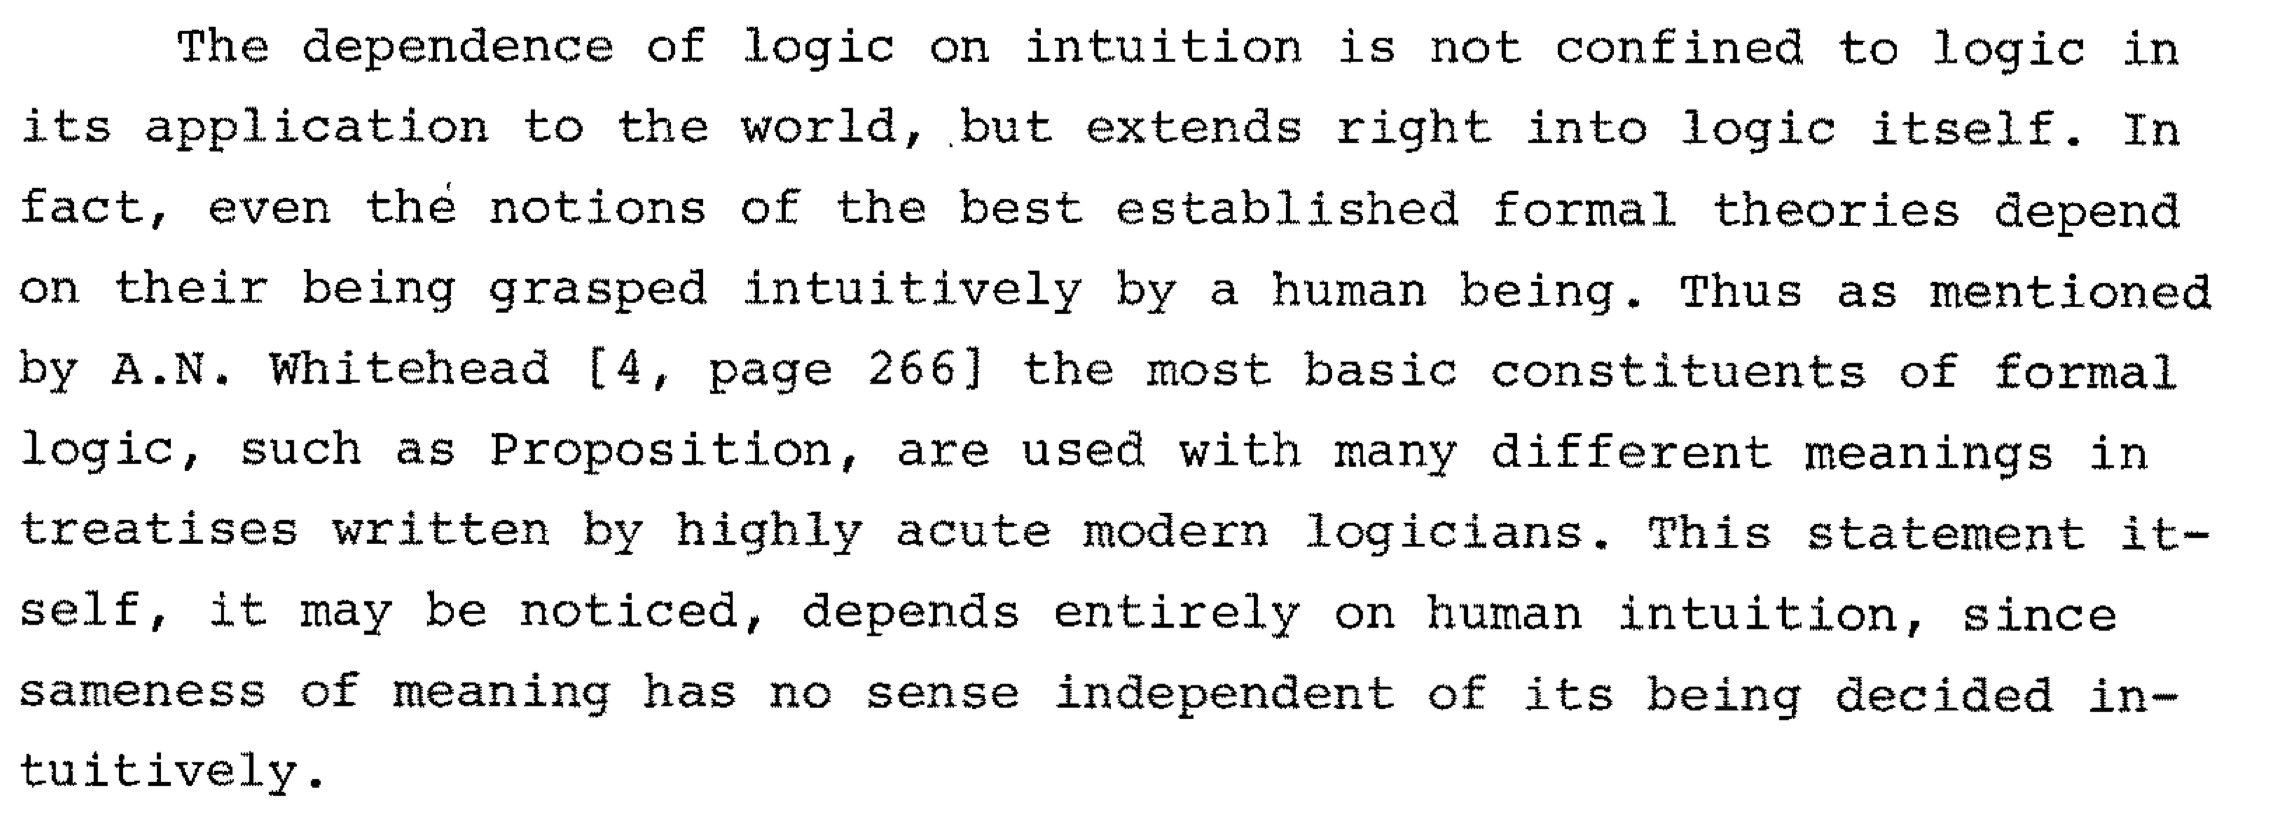 The dependence of logic on intuition is not confined to logic in
its application to the world, but extends right into logic itself. In
fact, even the notions of the best established formal theories depend
on their being grasped intuitively by a human being. Thus as mentioned
by A.N. Whitehead [4, page 266] the most basic constituents of formal
logic, such as Proposition, are used with many different meanings in
treatises written by highly acute modern logicians. This statement it-
self, it may be noticed, depends entirely on human intuition, since
sameness of meaning has no sense independent of its being decided in-
tuitively.